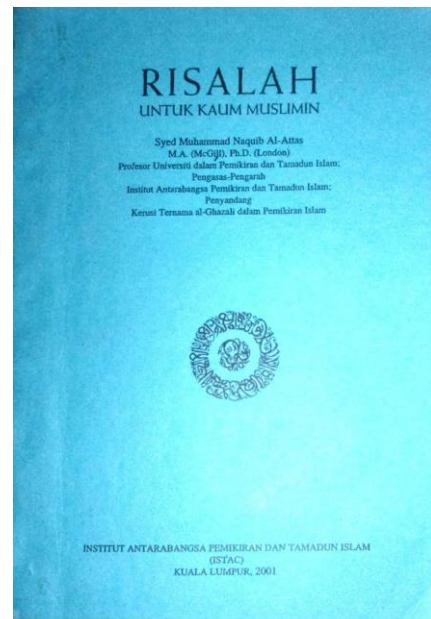 RISALAH
UNTUK KAUM MUSLIMIN
Syed Muhammad Naquib Al-Attas
M.A. (McGill), Ph.D. (London)
Profesor Universiti dalam Pemikiran dan Tamadun Islam;
Pengasas-Pengarah
Institut Antarabangsa Pemikiran dan Tamadun Islam;
Penyandang
Kerusi Ternama al-Ghazali dalam Pemikiran Islam
INSTITUT ANTARABANGSA PEMIKIRAN DAN TAMADUN ISLAM
(ISTAC)
KUALA LUMPUR, 2001